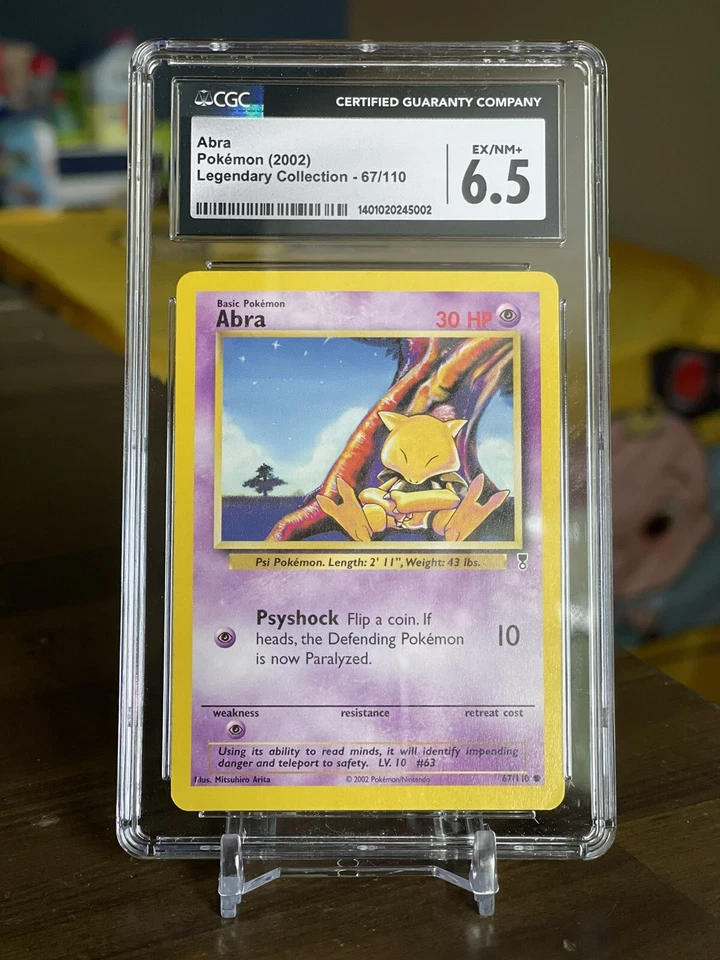 CGC
CERTIFIED GUARANTY COMPANY
Abra
Pokémon (2002)
Legendary Collection - 67/110
EX/NM+
6.5
1401020245002
Basic Pokémon
Abra
30 HP
Psi Pokémon. Length: 2' 11", Weight: 43 lbs.
Psyshock Flip a coin. If
heads, the Defending Pokémon
is now Paralyzed.
10
weakness
resistance
retreat cost
Using its ability to read minds, it will identify impending
danger and teleport to safety. LV. 10 #63
Illus. Mitsuhiro Arita
© 2002 Pokémon/Nintendo
67/110